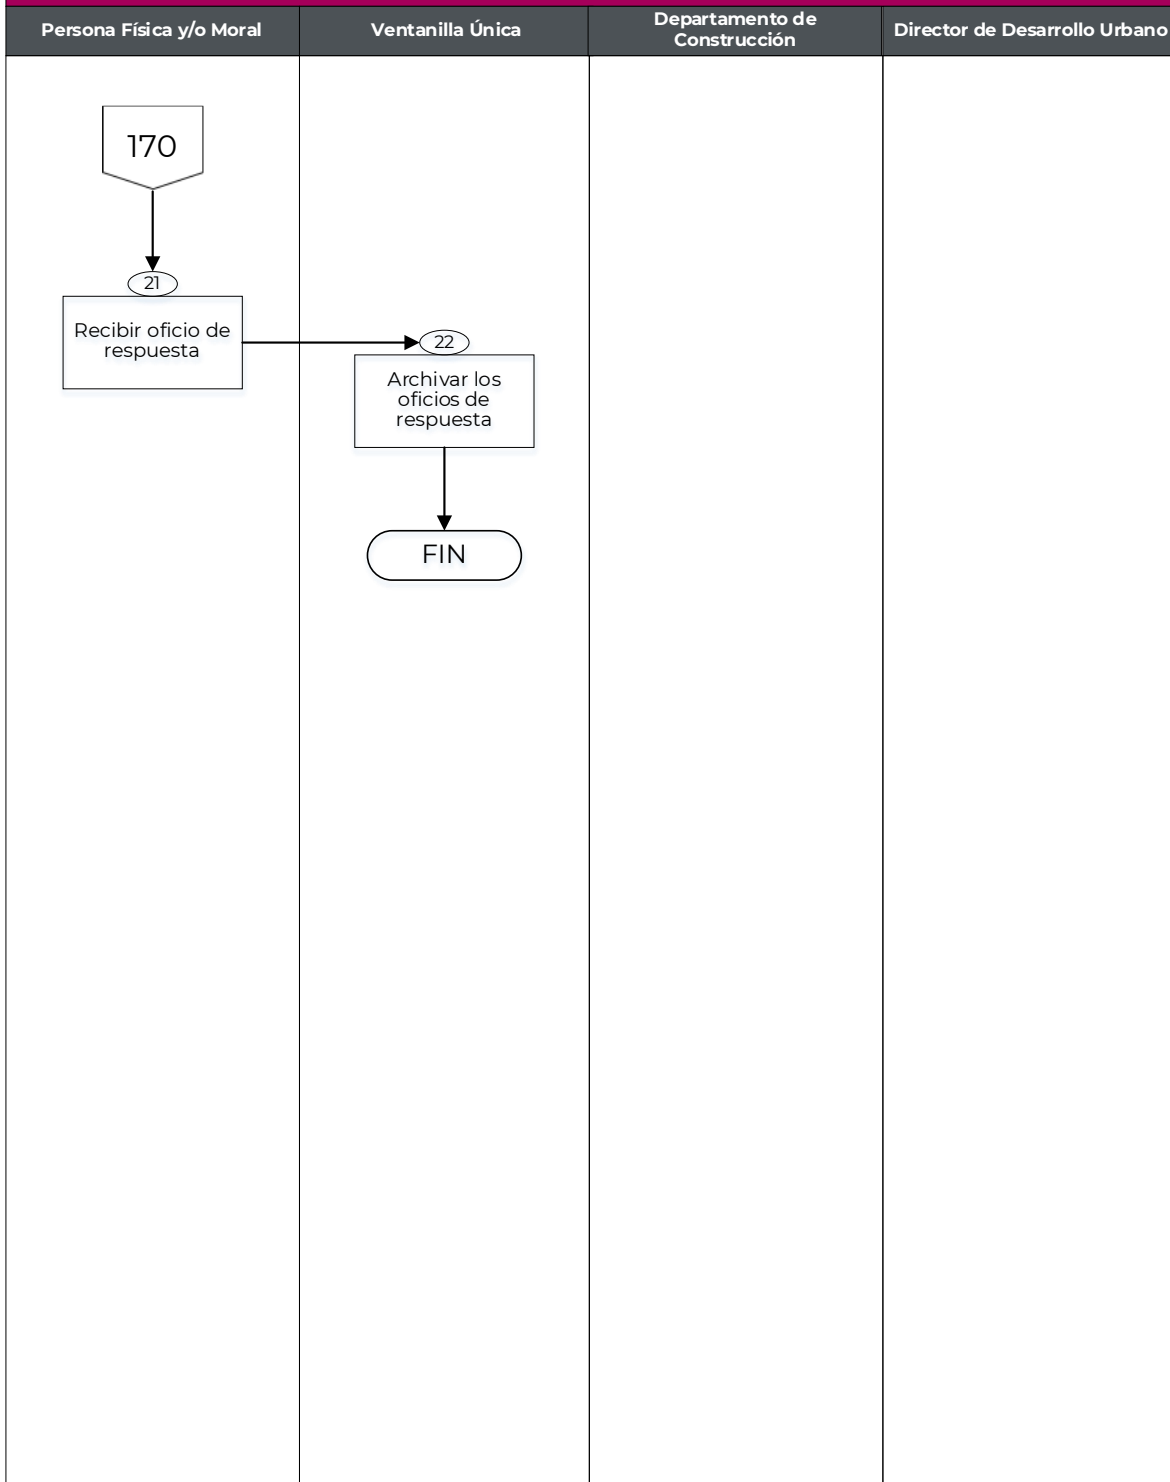 Persona Física y/o Moral
Ventanilla Única
Departamento de
Construcción
Director de Desarrollo Urbano
170
21
Recibir oficio de
respuesta
22
Archivar los
oficios de
respuesta
FIN